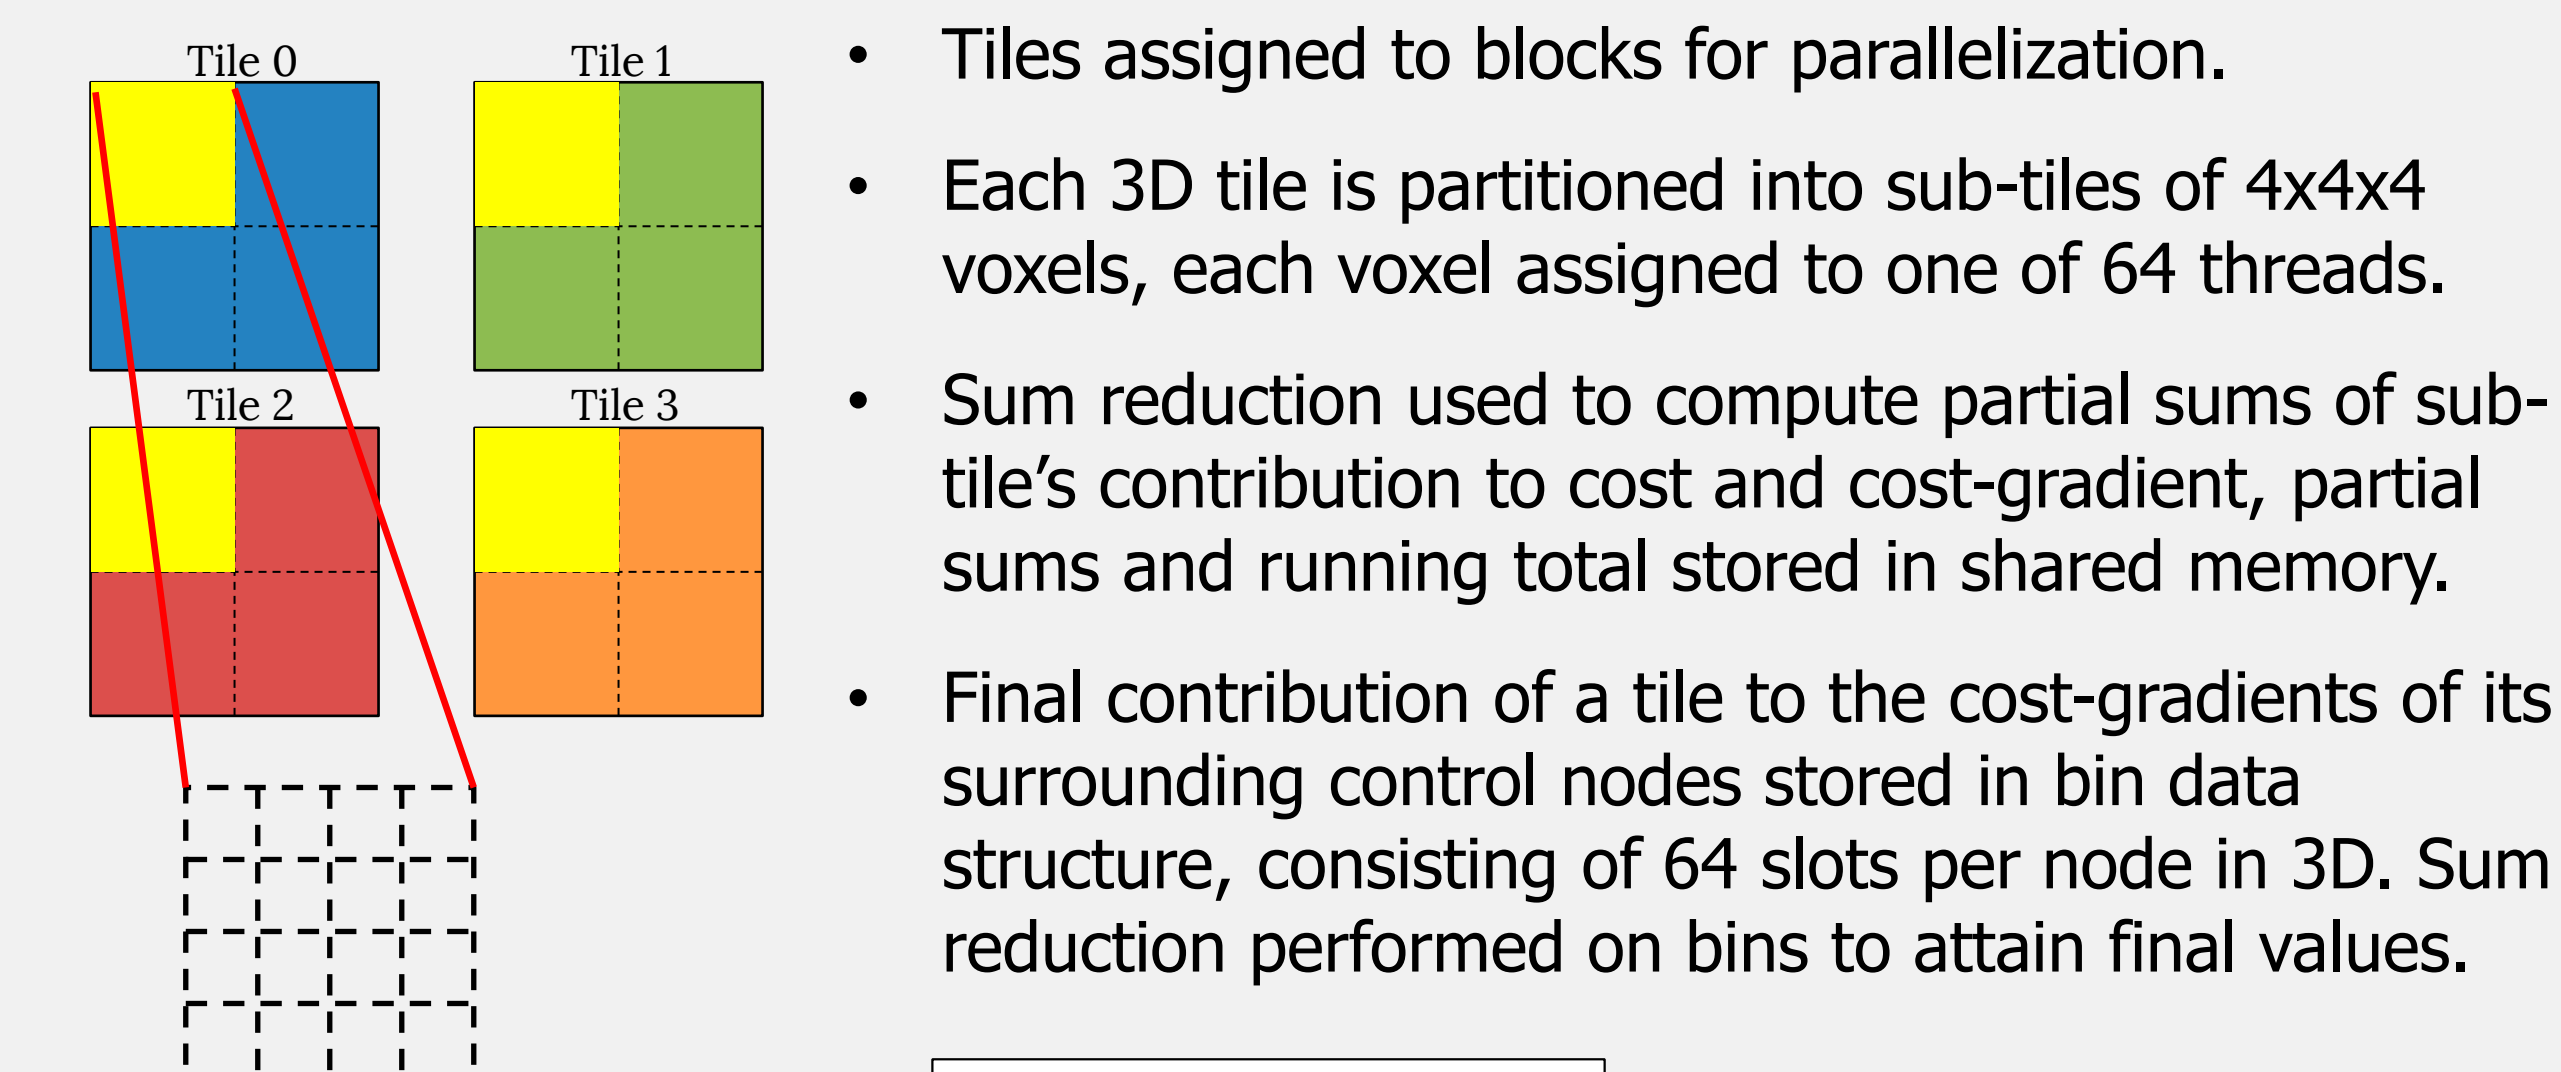 Tile 0
Tile 1
Tile 2
Tile 3
• Tiles assigned to blocks for parallelization.
• Each 3D tile is partitioned into sub-tiles of 4x4x4
voxels, each voxel assigned to one of 64 threads.
• Sum reduction used to compute partial sums of sub-
tile’s contribution to cost and cost-gradient, partial
sums and running total stored in shared memory.
• Final contribution of a tile to the cost-gradients of its
surrounding control nodes stored in bin data
structure, consisting of 64 slots per node in 3D. Sum
reduction performed on bins to attain final values.